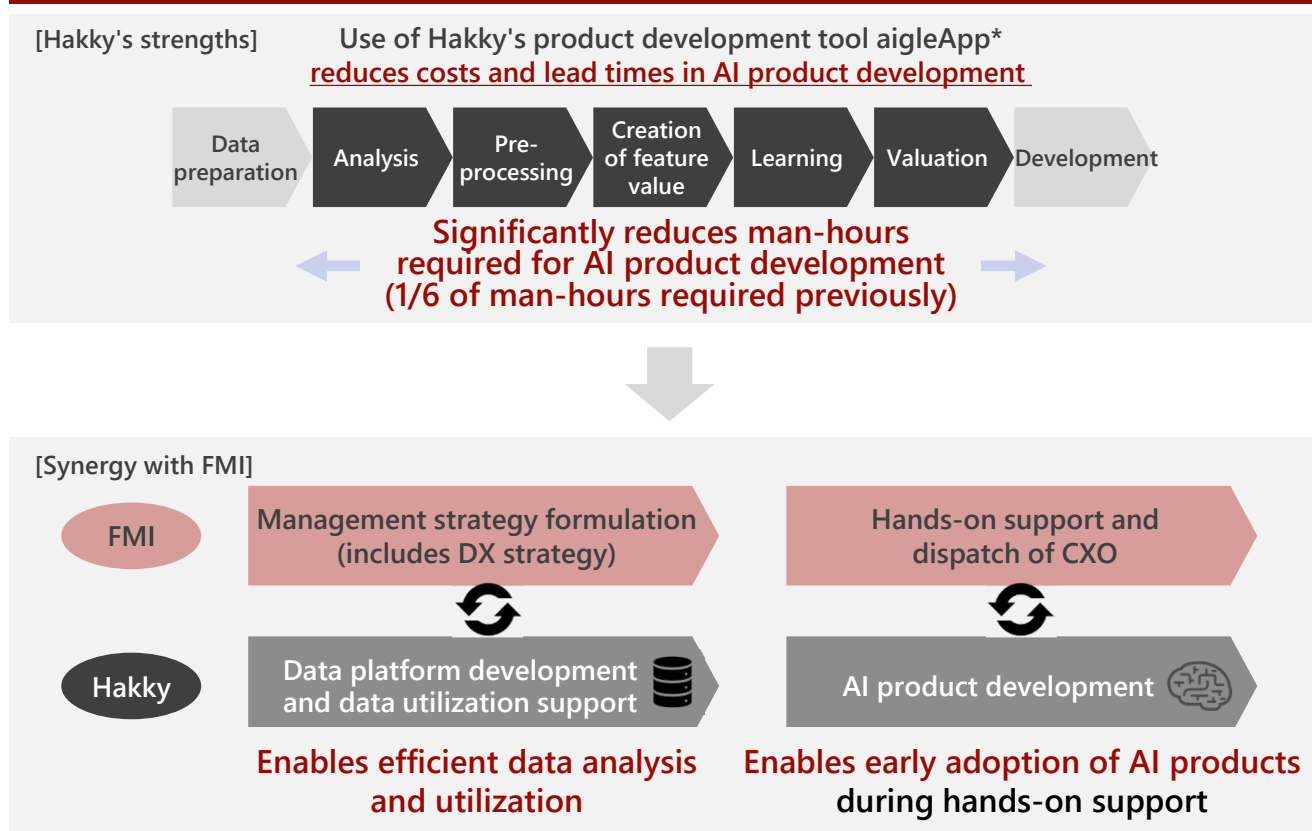 [Hakky's strengths]
Use of Hakky's product development tool aigleApp*
reduces costs and lead times in AI product development
Data
preparation
Analysis
Pre-
processing
Creation
of feature
value
Learning
Valuation
Development
Significantly reduces man-hours
required for AI product development
(1/6 of man-hours required previously)
[Synergy with FMI]
FMI
Management strategy formulation
(includes DX strategy)
Hands-on support and
dispatch of CXO
Hakky
Data platform development
and data utilization support
AI product development
Enables efficient data analysis
and utilization
Enables early adoption of AI products
during hands-on support